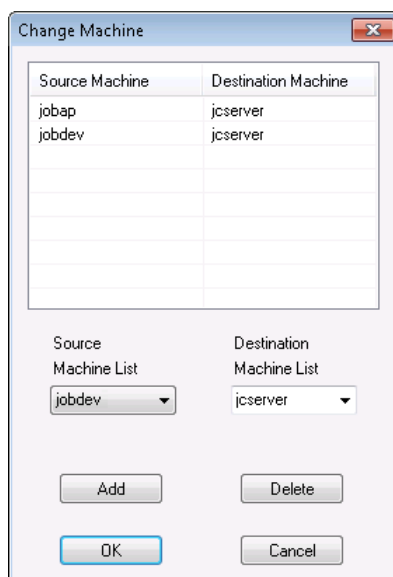 Change Machine
Source Machine Destination Machine
jobap jcserver
jobdev jcserver
Source Destination
Machine List Machine List
jobdev jcserver
Add Delete
OK Cancel